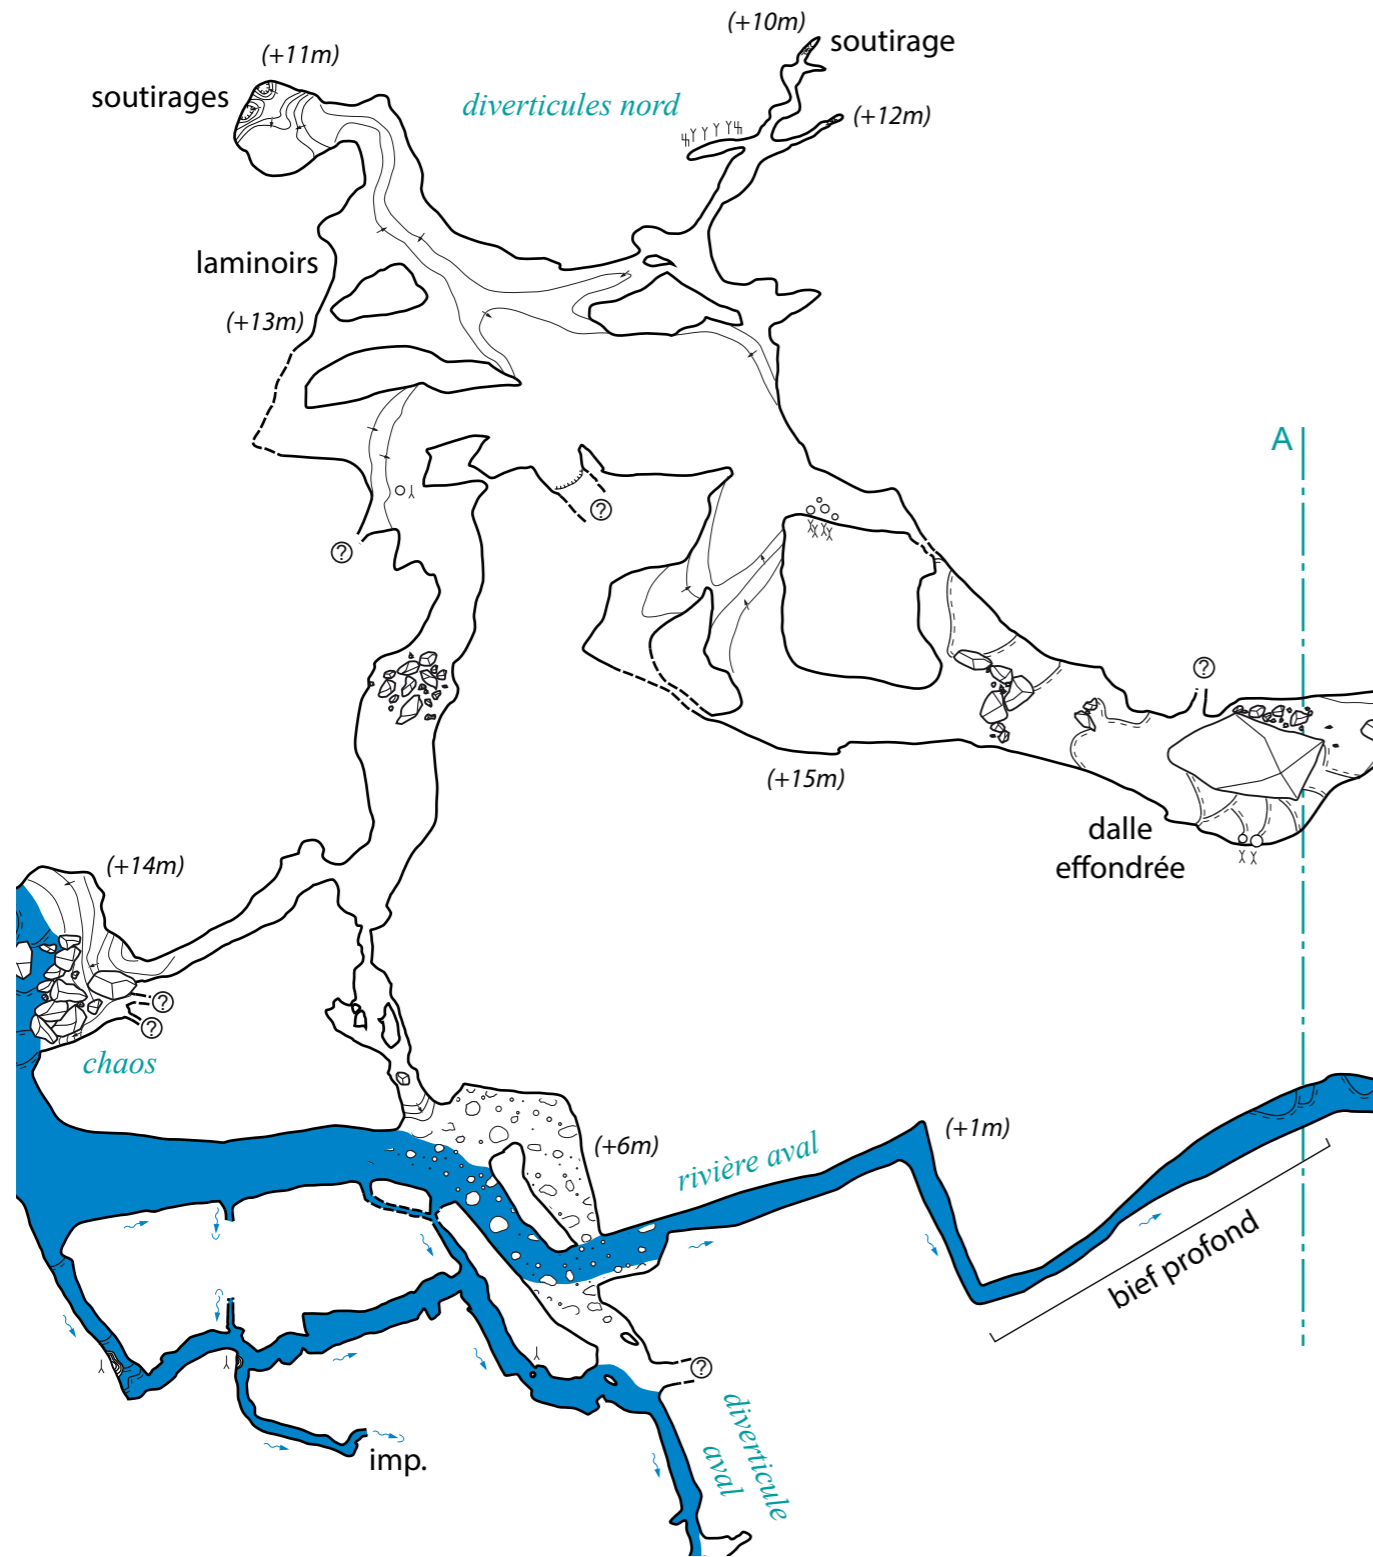 (+10m)
soutirage
(+11m)
soutirages
diverticules nord
(+12m)
laminoirs
(+13m)
A
?
?
?
(+15m)
dalle
effondrée
(+14m)
?
?
chaos
(+6m)
rivière aval
(+1m)
bief profond
?
diverticule
aval
imp.